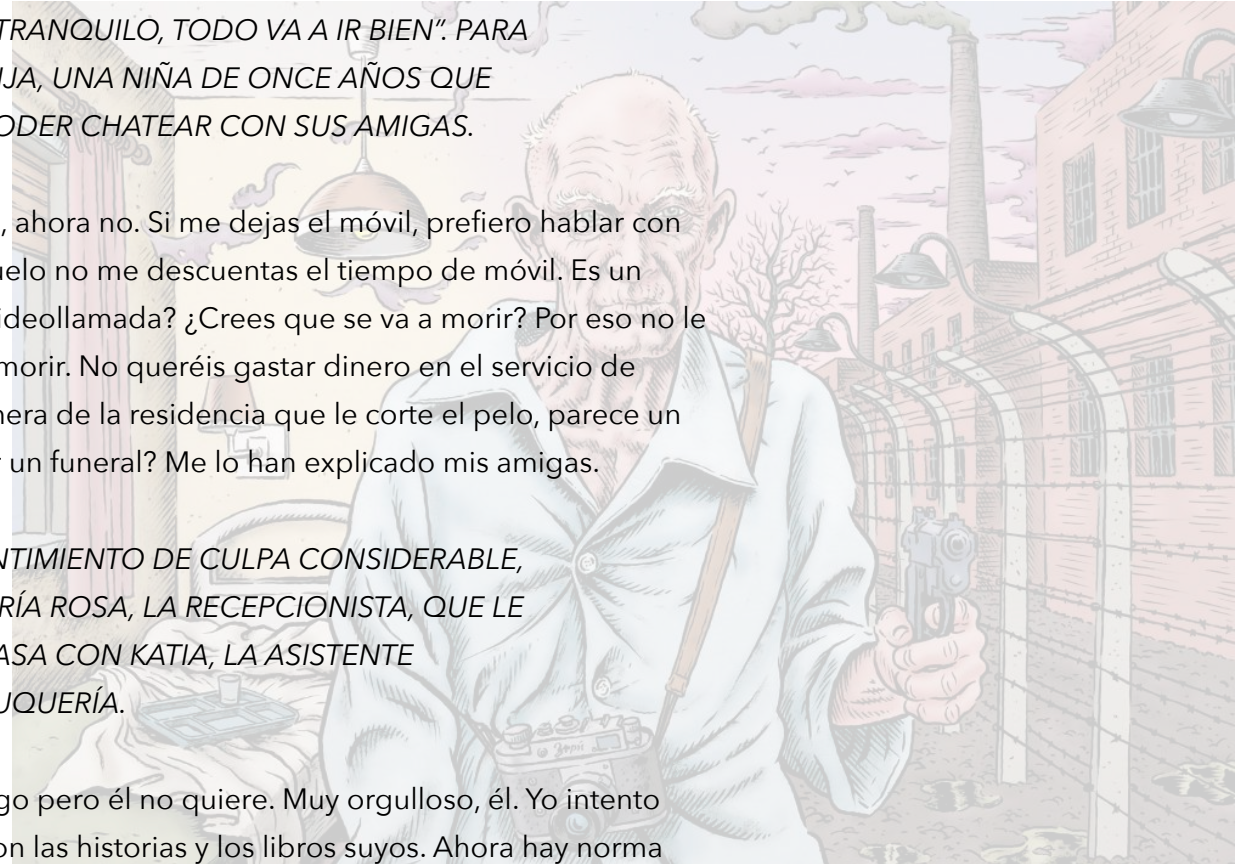 TRANQUILO, TODO VA A IR BIEN”. PARA
IJA, UNA NIÑA DE ONCE AÑOS QUE
ODER CHATEAR CON SUS AMIGAS.
, ahora no. Si me dejas el móvil, prefiero hablar con
uelo no me descuentas el tiempo de móvil. Es un
ideollamada? ¿Crees que se va a morir? Por eso no le
morir. No queréis gastar dinero en el servicio de
nera de la residencia que le corte el pelo, parece un
r un funeral? Me lo han explicado mis amigas.
NTIMIENTO DE CULPA CONSIDERABLE,
RÍA ROSA, LA RECEPCIONISTA, QUE LE
ASA CON KATIA, LA ASISTENTE
UQUERÍA.
go pero él no quiere. Muy orgulloso, él. Yo intento
on las historias y los libros suyos. Ahora hay norma